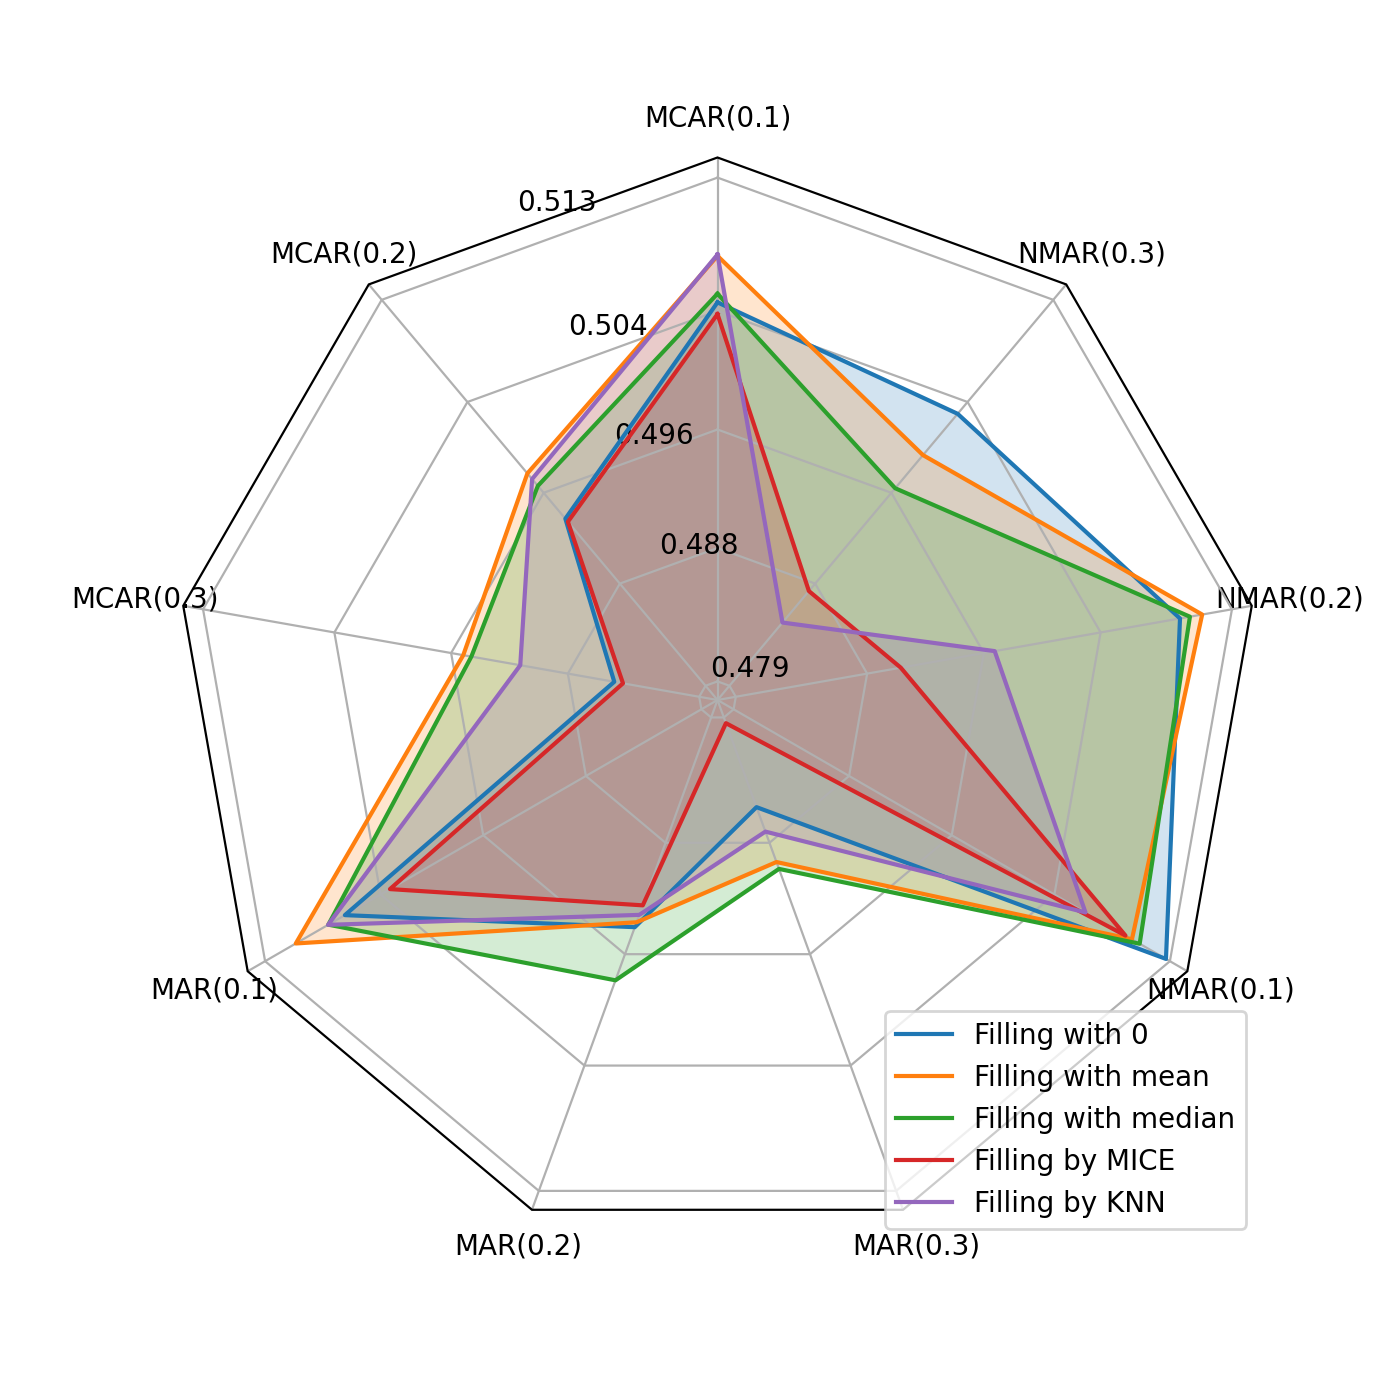 MCAR(0.1)
0.513
MCAR(0.2)
NMAR(0.3)
0.504
0.496
0.488
MCAR(0.3)
NMAR(0.2)
0.479
MAR(0.1)
NMAR(0.1)
Filling with 0
Filling with mean
Filling with median
Filling by MICE
Filling by KNN
MAR(0.2)
MAR(0.3)